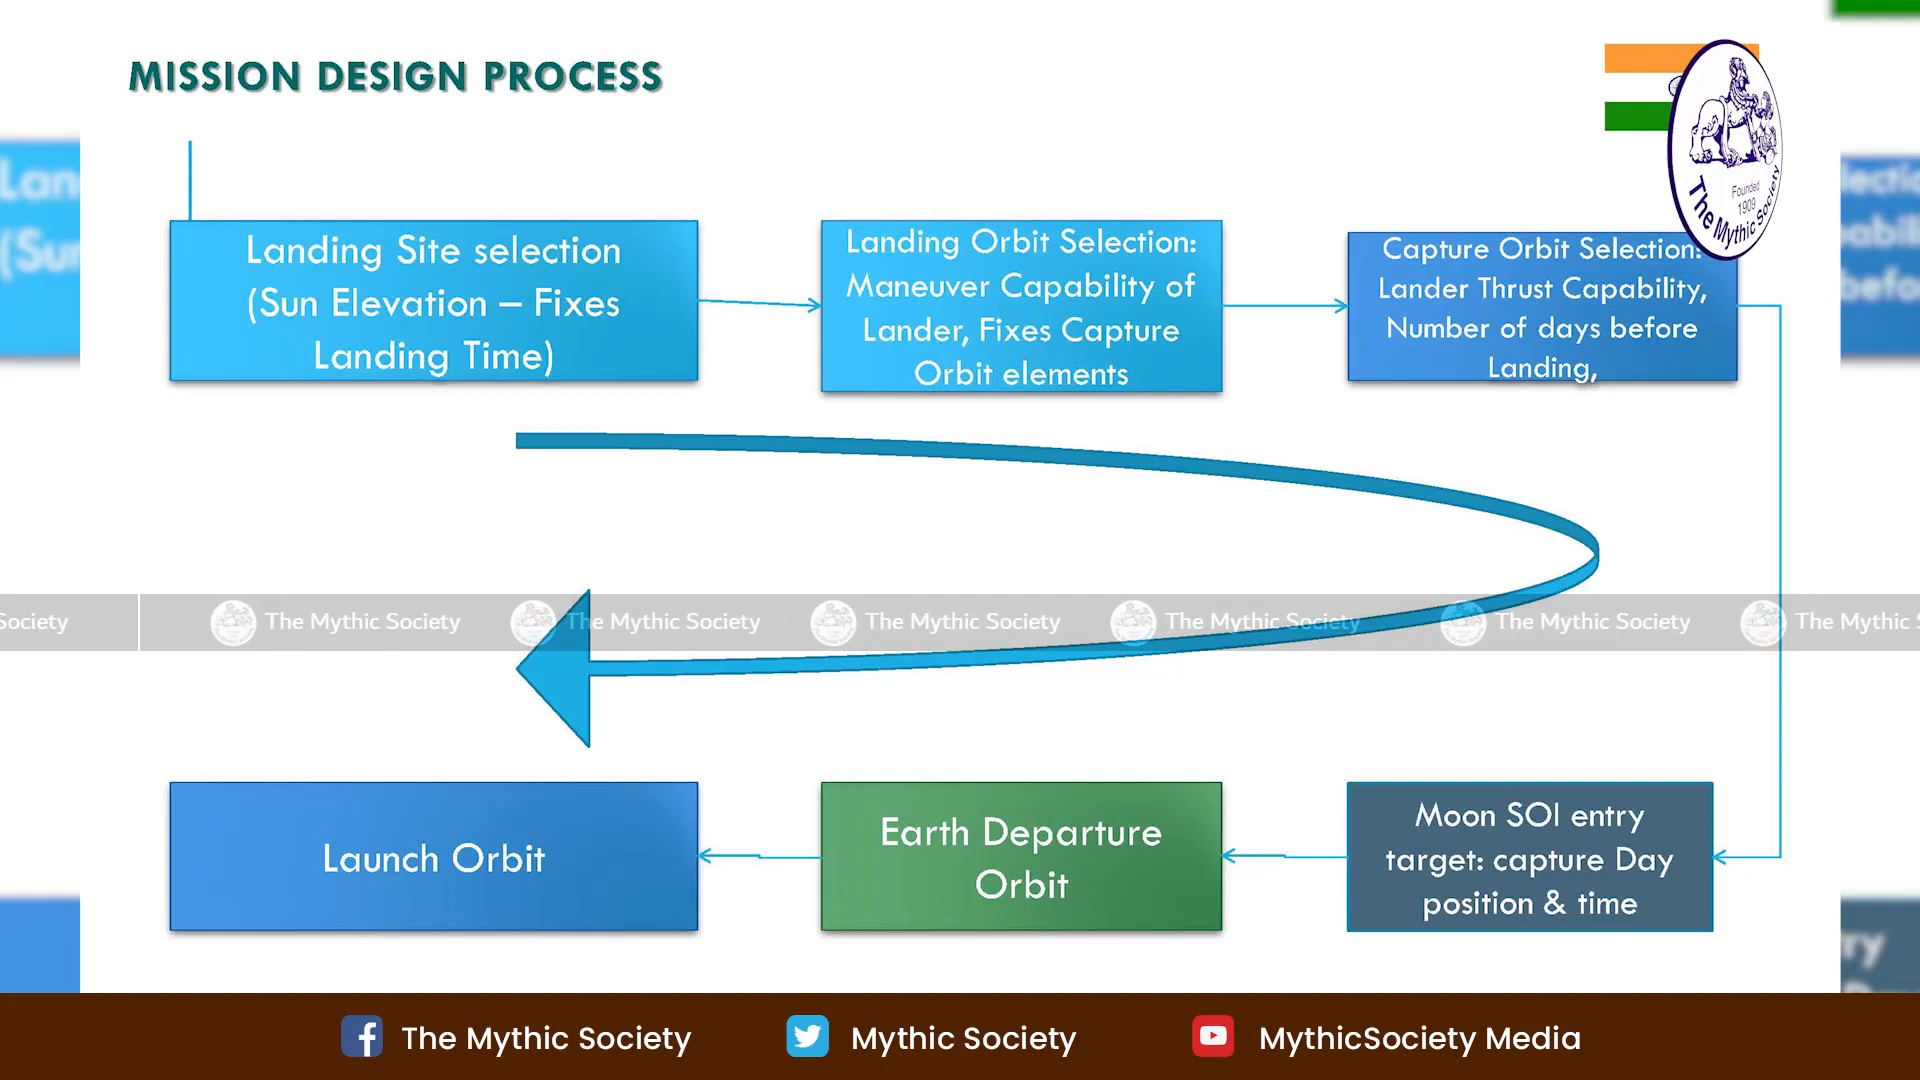 MISSION DESIGN PROCESS
Founded
1909
The Mythic Society
Landing Site selection
(Sun Elevation – Fixes
Landing Time)
Landing Orbit Selection:
Maneuver Capability of
Lander, Fixes Capture
Orbit elements
Capture Orbit Selection:
Lander Thrust Capability,
Number of days before
Landing,
Society
The Mythic Society
The Mythic Society
The Mythic Society
The Mythic Society
The Mythic Society
The Mythic
Launch Orbit
Earth Departure
Orbit
Moon SOI entry
target: capture Day
position & time
The Mythic Society
Mythic Society
MythicSociety Media